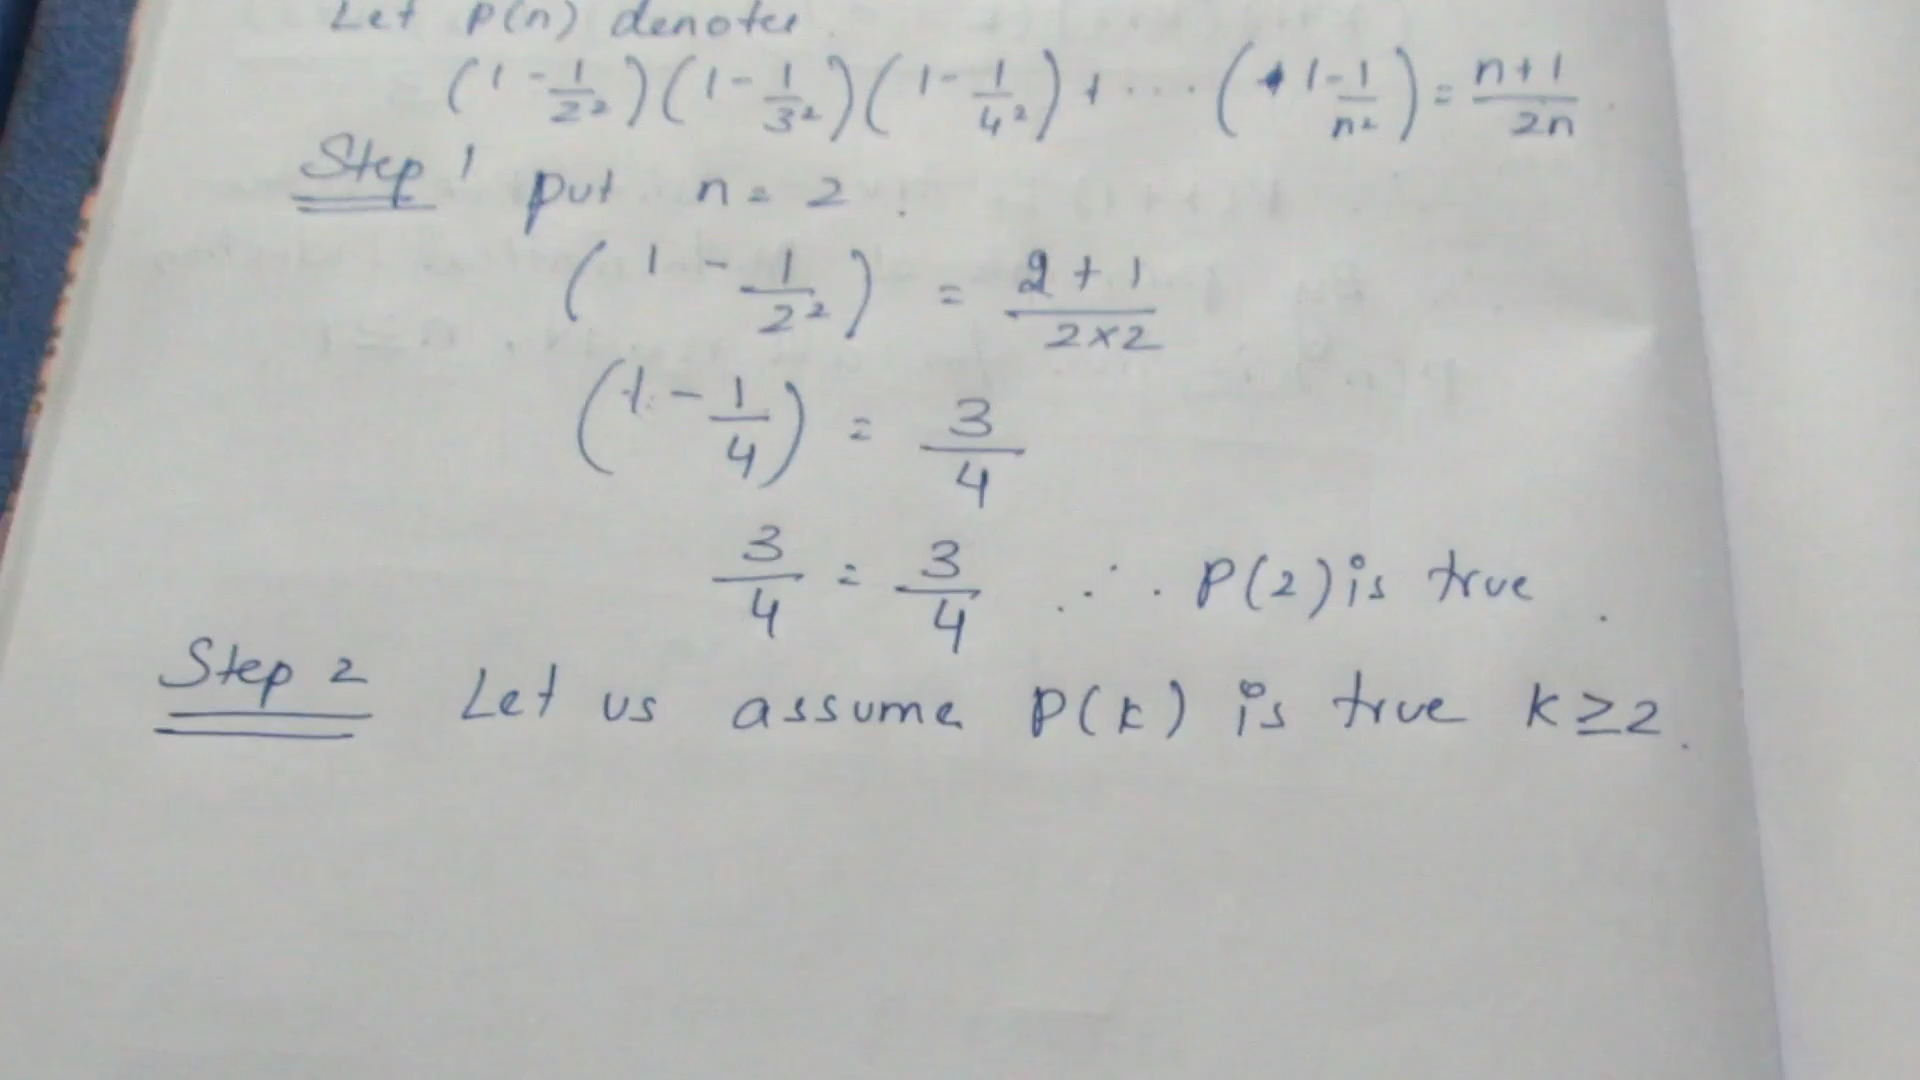 Let P(n) denotes
(1 - 1/2²)(1 - 1/3²)(1 - 1/4²) + ... (1 - 1/n²) = n+1/2n
Step 1 put n = 2.
(1 - 1/2²) = 2+1/2×2
(1 - 1/4) = 3/4
3/4 = 3/4 ∴ P(2) is true.
Step 2 Let us assume P(k) is true k ≥ 2.